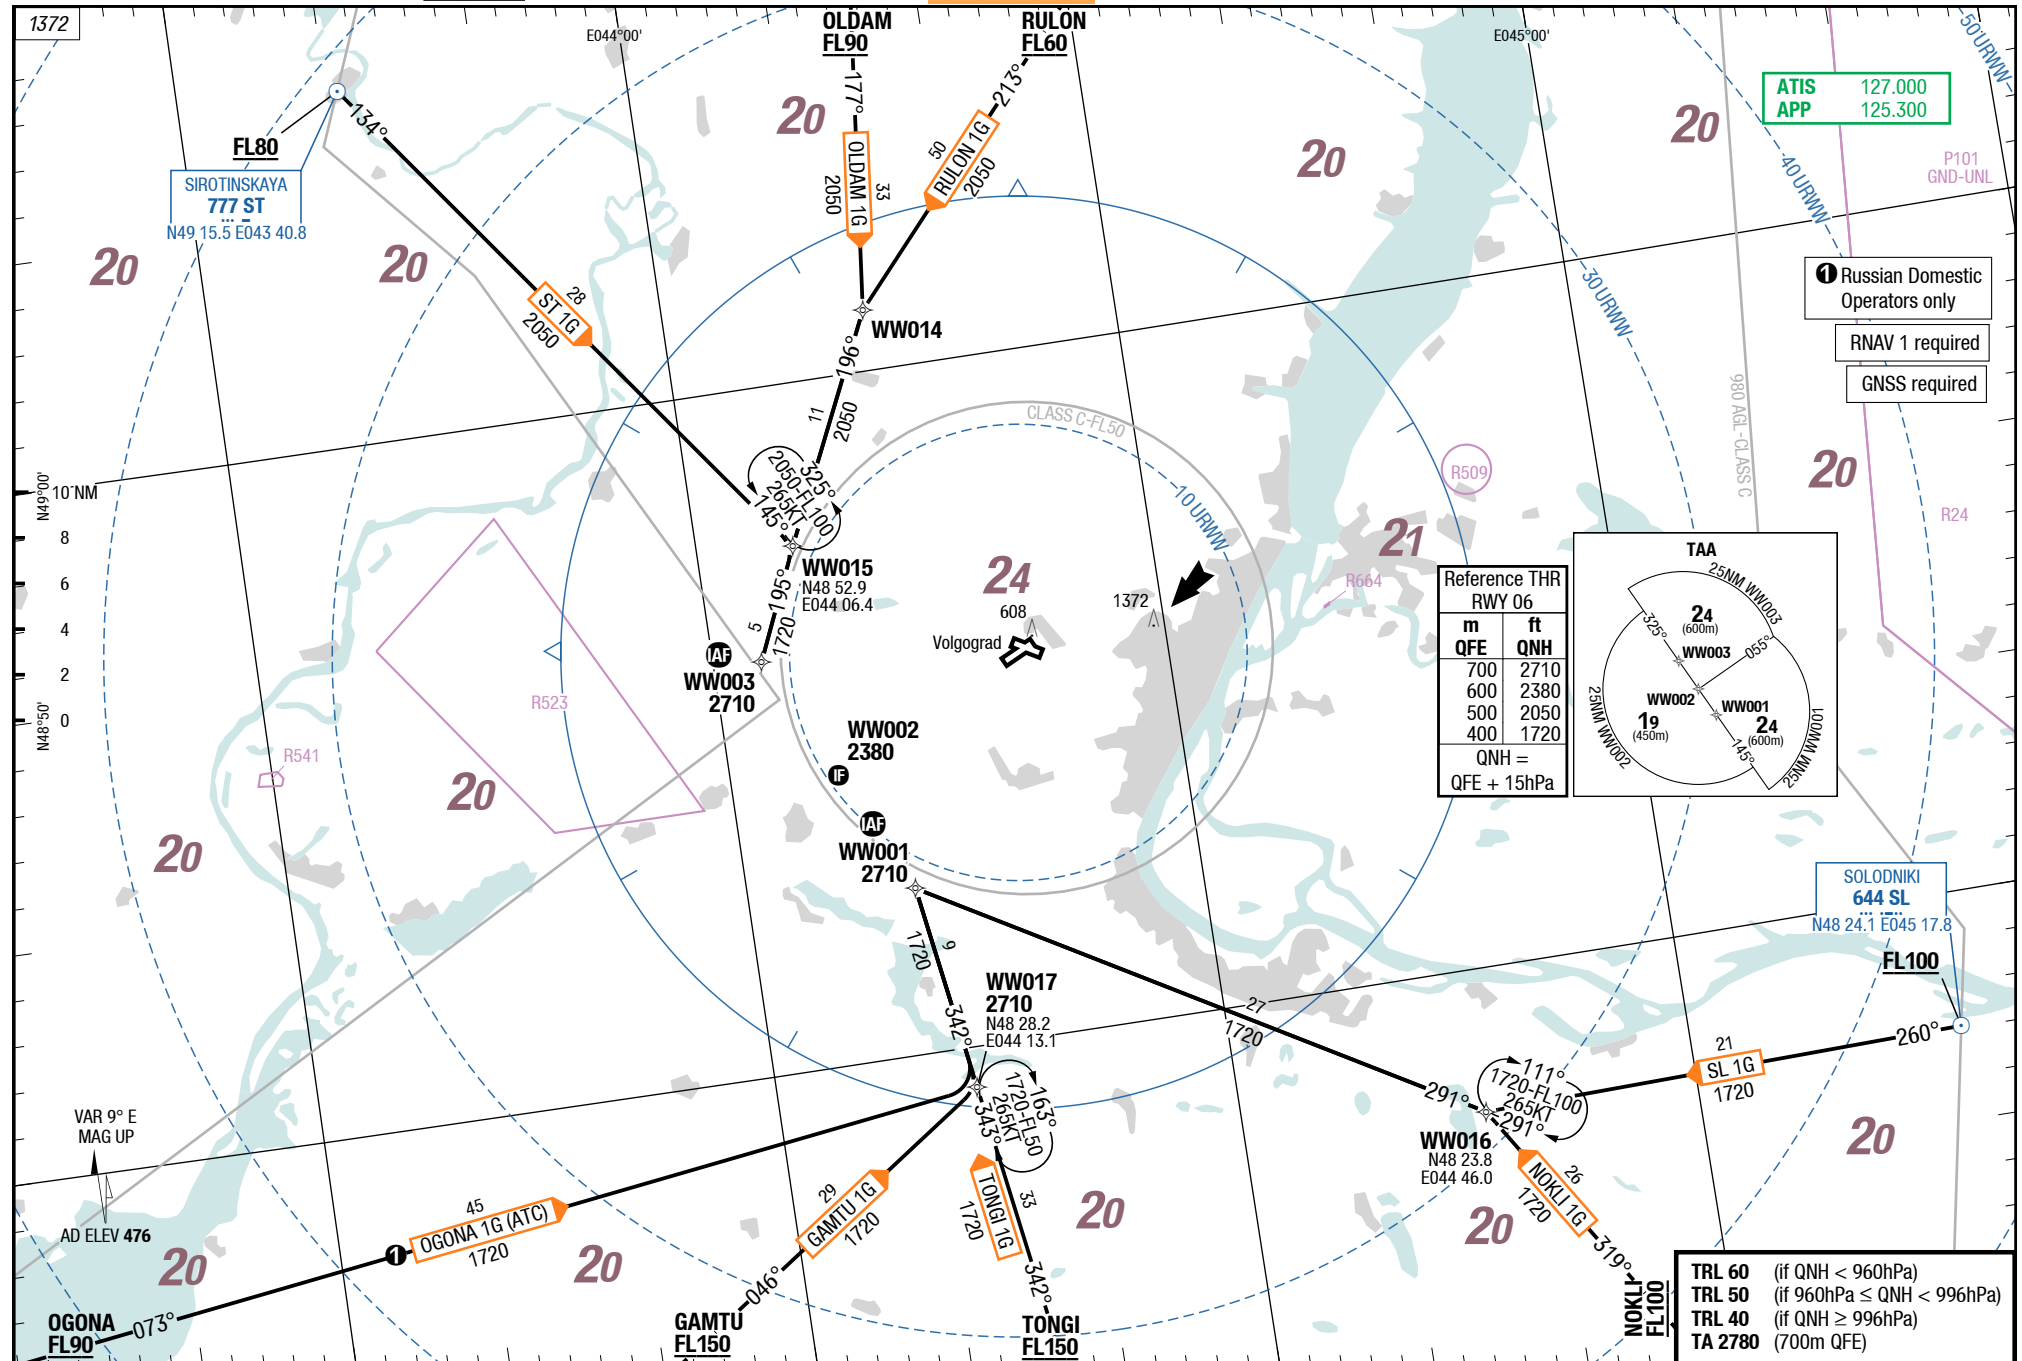 1372
E044°00'
OLDAM
FL90
RULON
FL60
E045°00'
50 URWW
177°
213°
134°
FL80
SIROTINSKAYA
777 ST
N49 15.5 E043 40.8
20
20
20
20
20
OLDAM 1G
33
2050
50
RULON 1G
2050
ATIS 127.000
APP 125.300
P101
GND-UNL
40 URWW
30 URWW
1 Russian Domestic
Operators only
RNAV 1 required
GNSS required
28
ST 1G
2050
WW014
196°
11
2050
CLASS C-FL50
980 AGL-CLASS C
20
R509
R24
N49°00'
10 NM
8
6
4
2
0
N48°50'
325°
2050-FL100
265KT
145°
WW015
N48 52.9
E044 06.4
195°
5
1720
10 URWW
24
21
608
1372
R664
Volgograd
IAF
WW003
2710
R523
R541
20
20
WW002
2380
IF
IAF
WW001
2710
Reference THR
RWY 06
m ft
QFE QNH
700 2710
600 2380
500 2050
400 1720
QNH =
QFE + 15hPa
TAA
25NM WW003
24
(600m)
325°
WW003
055°
WW002
WW001
19
(450m)
24
(600m)
145°
25NM WW002
25NM WW001
SOLODNIKI
644 SL
N48 24.1 E045 17.8
FL100
260°
21
SL 1G
1720
9
1720
342°
WW017
2710
N48 28.2
E044 13.1
27
1720
291°
111°
1720-FL100
265KT
291°
WW016
N48 23.8
E044 46.0
163°
1720-FL50
265KT
343°
VAR 9° E
MAG UP
AD ELEV 476
20
20
20
20
20
45
OGONA 1G (ATC)
1720
1
073°
OGONA
FL90
29
GAMTU 1G
1720
046°
GAMTU
FL150
33
TONGI 1G
1720
342°
TONGI
FL150
26
NOKLI 1G
1720
319°
NOKLI
FL100
TRL 60 (if QNH < 960hPa)
TRL 50 (if 960hPa ≤ QNH < 996hPa)
TRL 40 (if QNH ≥ 996hPa)
TA 2780 (700m QFE)